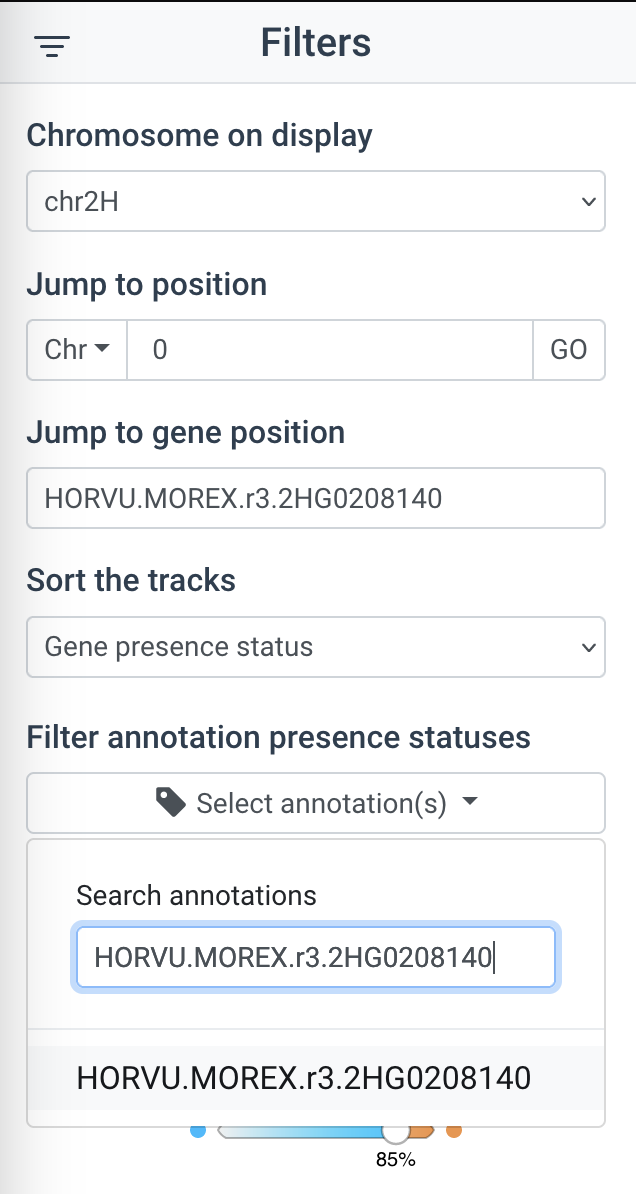 Filters
Chromosome on display
chr2H
Jump to position
Chr 0 GO
Jump to gene position
HORVU.MOREX.r3.2HG0208140
Sort the tracks
Gene presence status
Filter annotation presence statuses
Select annotation(s)
Search annotations
HORVU.MOREX.r3.2HG0208140
HORVU.MOREX.r3.2HG0208140
85%